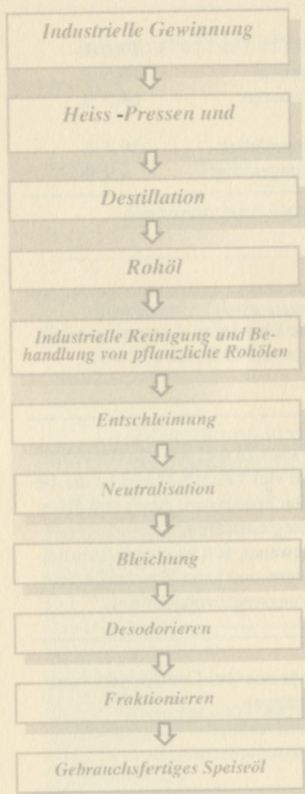 Industrielle Gewinnung
Heiss -Pressen und
Destillation
Rohöl
Industrielle Reinigung und Be-
handlung von pflanzliche Rohölen
Entschleimung
Neutralisation
Bleichung
Desodorieren
Fraktionieren
Gebrauchsfertiges Speiseöl